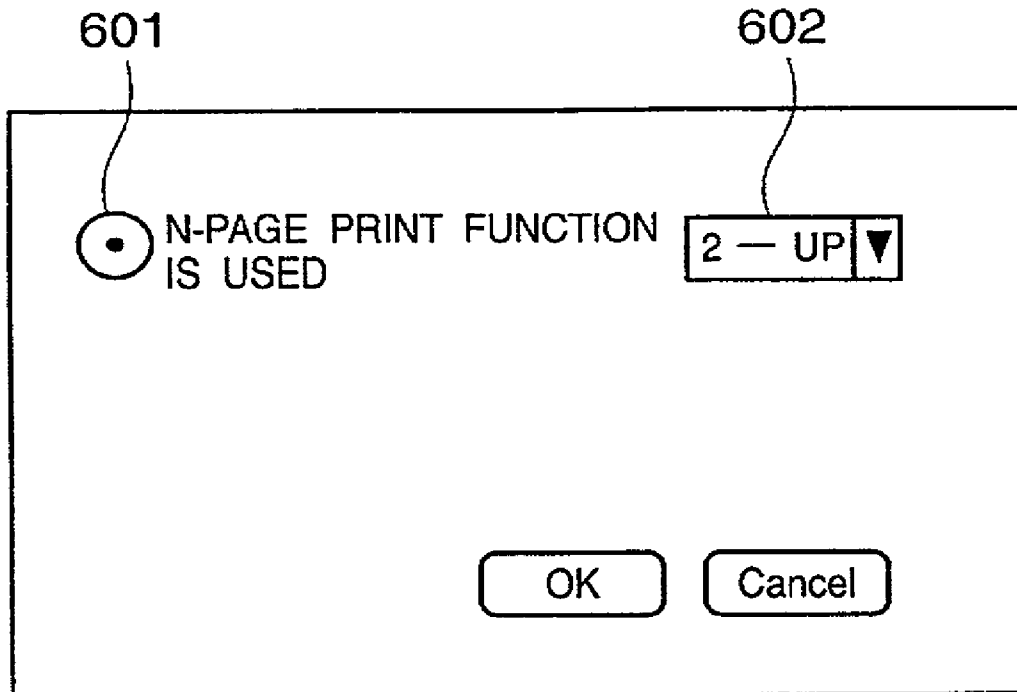 601 602
N-PAGE PRINT FUNCTION
IS USED
2 — UP ▼
OK Cancel